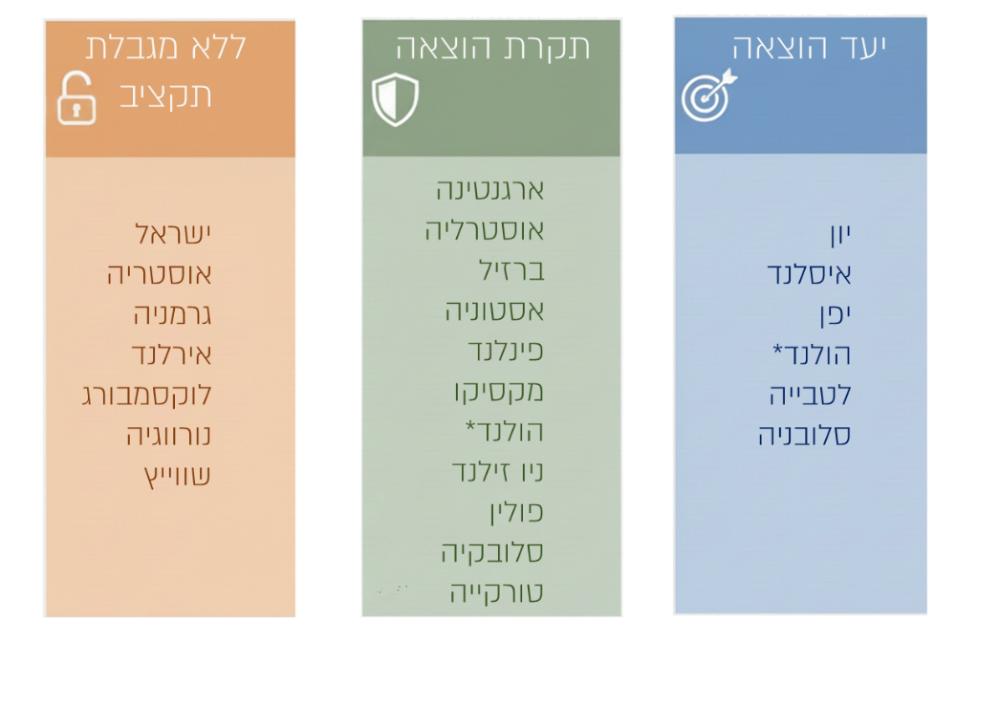 יעד הוצאה
יון
איסלנד
יפן
הולנד*
לטבייה
סלובניה
תקרת הוצאה
ארגנטינה
אוסטרליה
ברזיל
אסטוניה
פינלנד
מקסיקו
הולנד*
ניו זילנד
פולין
סלובקיה
טורקייה
ללא מגבלת
תקציב
ישראל
אוסטריה
גרמניה
אירלנד
לוקסמבורג
נורווגיה
שווייץ